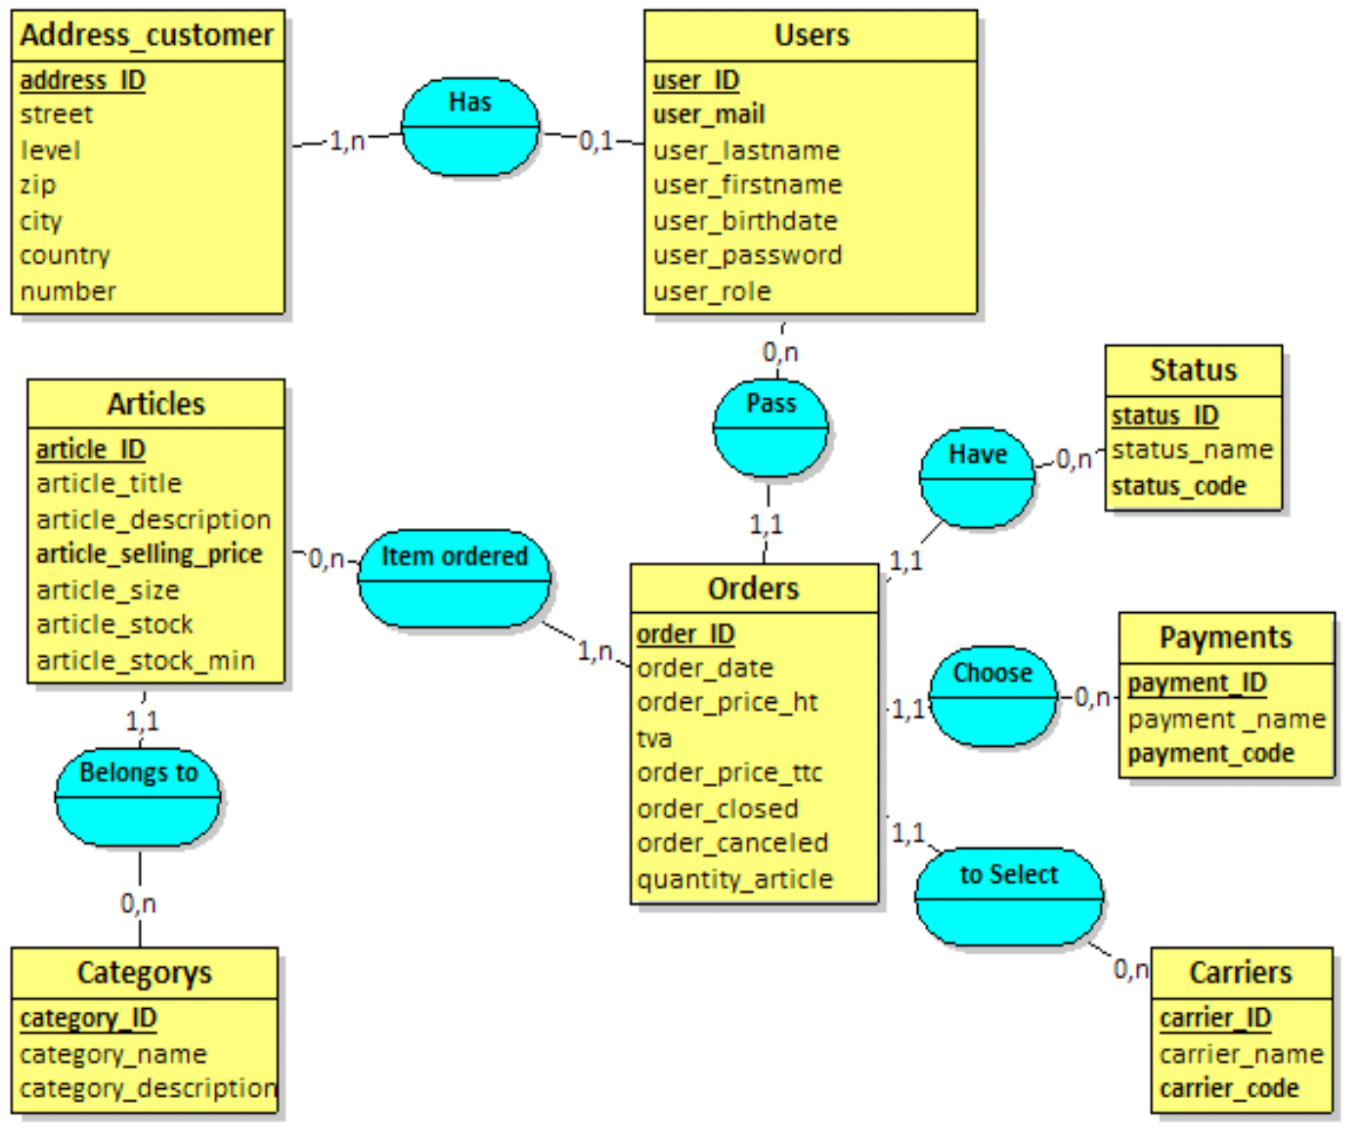 Address_customer
address_ID
street
level
zip
city
country
number
1,n
Has
0,1
Users
user_ID
user_mail
user_lastname
user_firstname
user_birthdate
user_password
user_role
0,n
Pass
1,1
Status
status_ID
status_name
status_code
0,n
Have
1,1
Articles
article_ID
article_title
article_description
article_selling_price
article_size
article_stock
article_stock_min
0,n
Item ordered
1,n
Orders
order_ID
order_date
order_price_ht
tva
order_price_ttc
order_closed
order_canceled
quantity_article
1,1
Choose
0,n
Payments
payment_ID
payment _name
payment_code
1,1
to Select
0,n
Carriers
carrier_ID
carrier_name
carrier_code
1,1
Belongs to
0,n
Categorys
category_ID
category_name
category_description